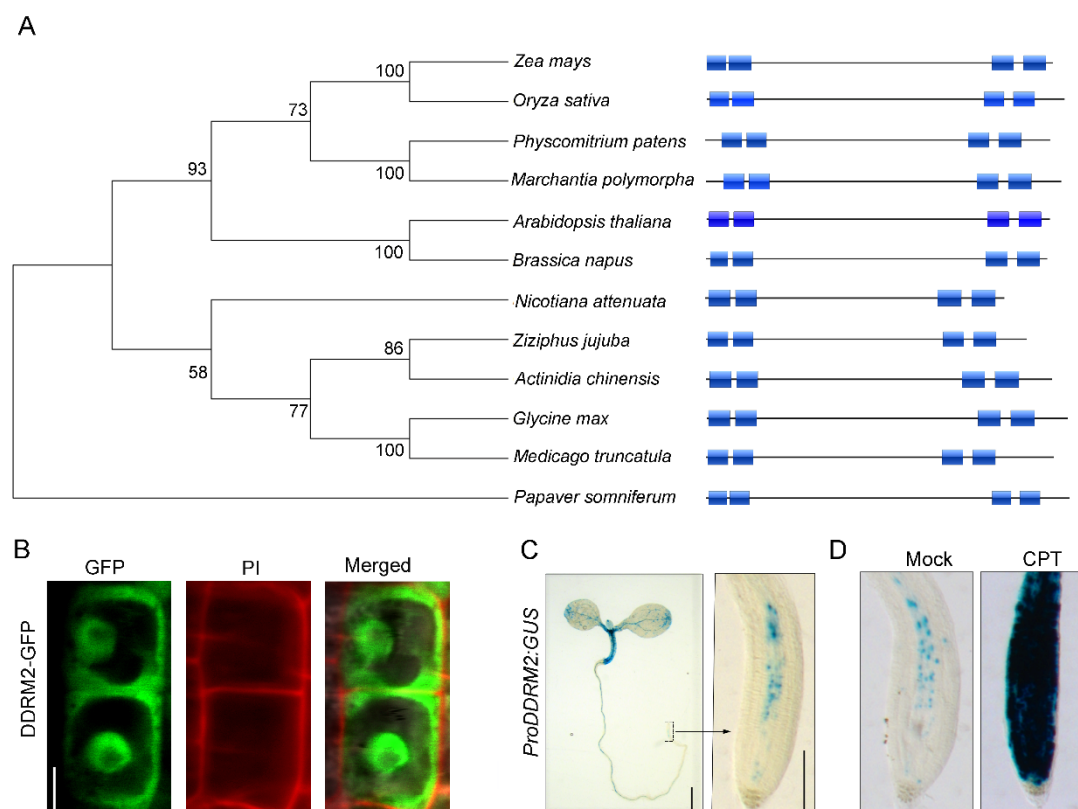 A
Zea mays
100
Oryza sativa
73
Physcomitrium patens
100
Marchantia polymorpha
93
Arabidopsis thaliana
100
Brassica napus
Nicotiana attenuata
58
Ziziphus jujuba
86
Actinidia chinensis
77
Glycine max
100
Medicago truncatula
Papaver somniferum
B
GFP
PI
Merged
DDRM2-GFP
C
ProDDRM2:GUS
D
Mock
CPT